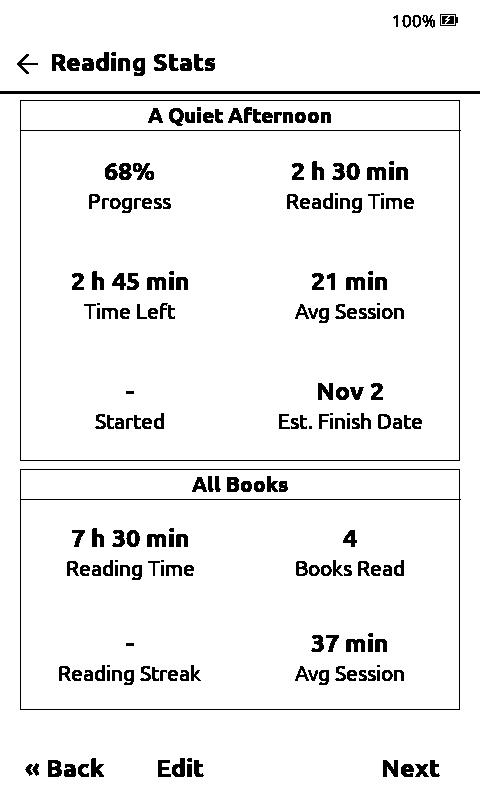 100%
← Reading Stats
A Quiet Afternoon
68% 2 h 30 min
Progress Reading Time
2 h 45 min 21 min
Time Left Avg Session
- Nov 2
Started Est. Finish Date
All Books
7 h 30 min 4
Reading Time Books Read
- 37 min
Reading Streak Avg Session
« Back Edit Next